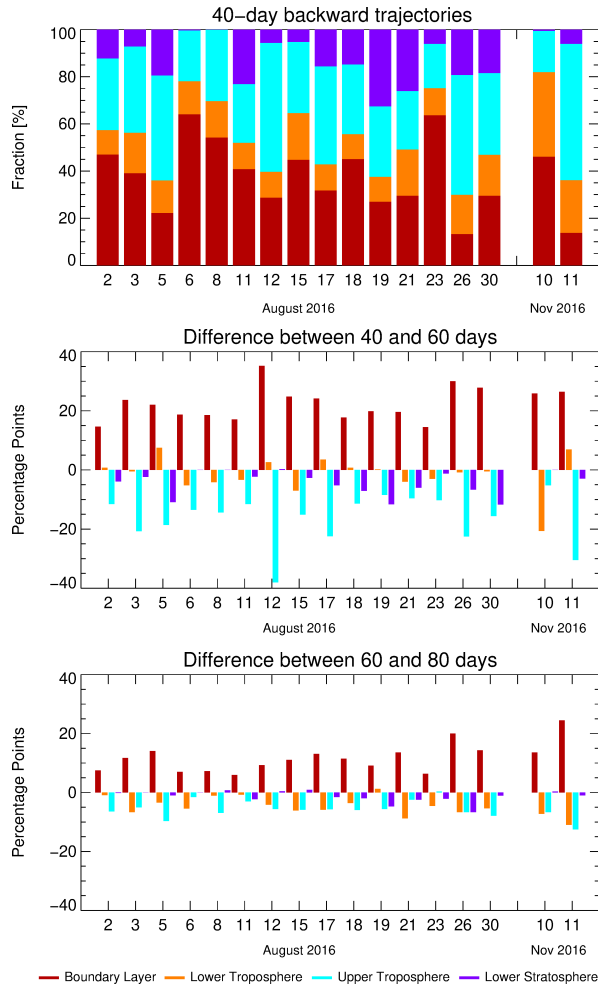 40−day backward trajectories
100
80
60
40
20
0
Fraction [%]
2 3 5 6 8 11 12 15 17 18 19 21 23 26 30 10 11
August 2016 Nov 2016
Difference between 40 and 60 days
40
20
0
−20
−40
Percentage Points
2 3 5 6 8 11 12 15 17 18 19 21 23 26 30 10 11
August 2016 Nov 2016
Difference between 60 and 80 days
40
20
0
−20
−40
Percentage Points
2 3 5 6 8 11 12 15 17 18 19 21 23 26 30 10 11
August 2016 Nov 2016
Boundary Layer Lower Troposphere Upper Troposphere Lower Stratosphere